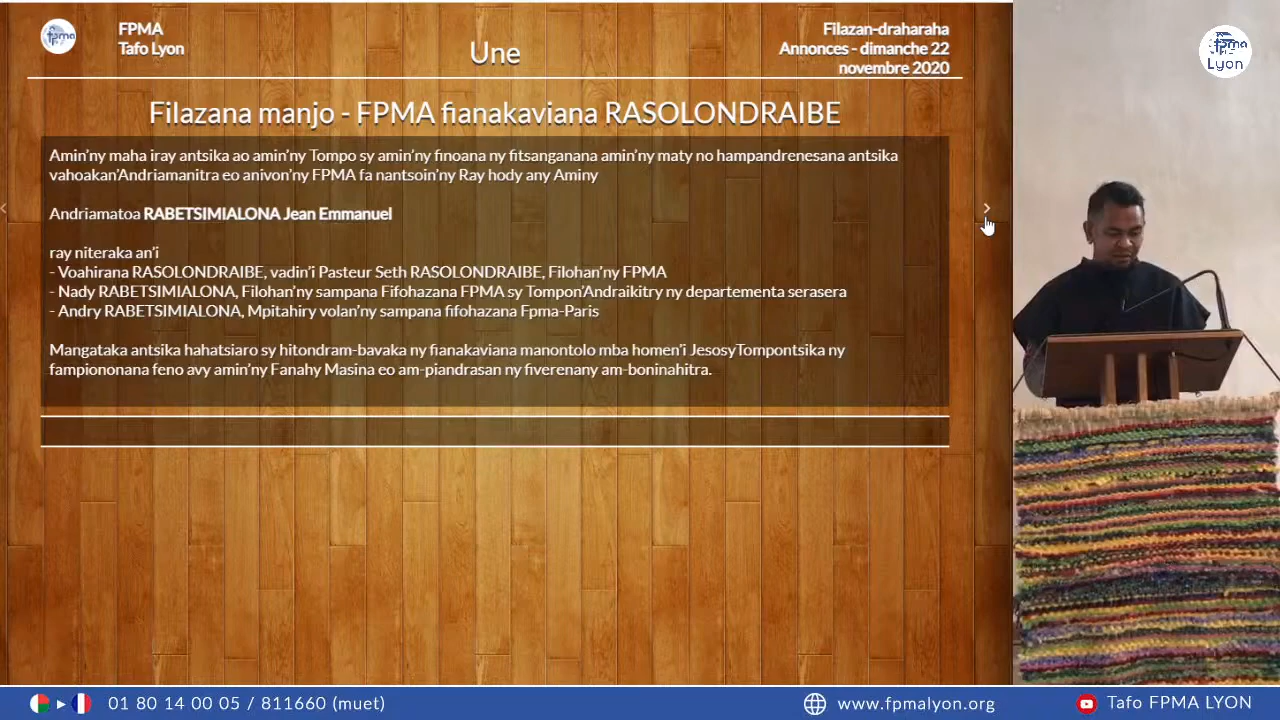 FPMA
Tafo Lyon
Une
Filazan-draharaha
Annonces - dimanche 22
novembre 2020
Filazana manjo - FPMA fianakaviana RASOLONDRAIBE
Amin'ny maha iray antsika ao amin'ny Tompo sy amin'ny finoana ny fitsanganana amin'ny maty no hampandrenesana antsika
vahoakan'Andriamanitra eo anivon'ny FPMA fa nantsoin'ny Ray hody any Aminy
Andriamatoa RABETSIMIALONA Jean Emmanuel
ray niteraka an'i
- Voahirana RASOLONDRAIBE, vadin'i Pasteur Seth RASOLONDRAIBE, Filohan'ny FPMA
- Nady RABETSIMIALONA, Filohan'ny sampana Fifohazana FPMA sy Tompon'Andraikitry ny departementa serasera
- Andry RABETSIMIALONA, Mpitahiry volan'ny sampana fifohazana Fpma-Paris
Mangataka antsika hahatsiaro sy hitondram-bavaka ny fianakaviana manontolo mba homen'i JesosyTompontsika ny
fampiononana feno avy amin'ny Fanahy Masina eo am-piandrasan ny fiverenany am-boninahitra.
fpma
fpma
Lyon
01 80 14 00 05 / 811660 (muet)
www.fpmalyon.org
Tafo FPMA LYON